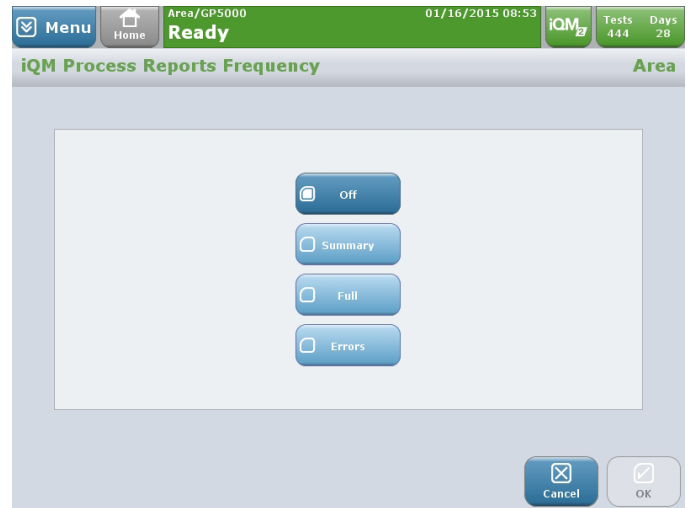 Menu
Home
Area/GP5000
Ready
01/16/2015 08:53
iQM2
Tests Days
444 28
iQM Process Reports Frequency
Area
Off
Summary
Full
Errors
Cancel
OK